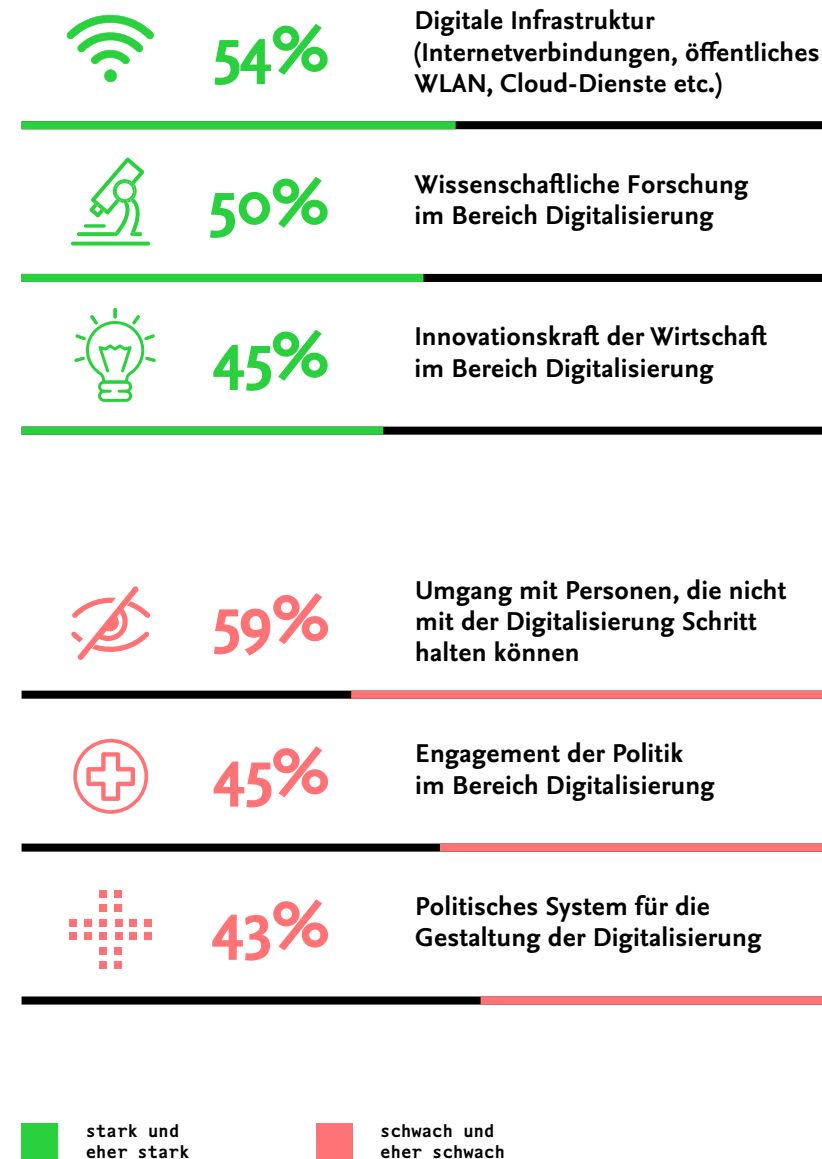 54%
Digitale Infrastruktur
(Internetverbindungen, öffentliches
WLAN, Cloud-Dienste etc.)
50%
Wissenschaftliche Forschung
im Bereich Digitalisierung
45%
Innovationskraft der Wirtschaft
im Bereich Digitalisierung
59%
Umgang mit Personen, die nicht
mit der Digitalisierung Schritt
halten können
45%
Engagement der Politik
im Bereich Digitalisierung
43%
Politisches System für die
Gestaltung der Digitalisierung
stark und
eher stark
schwach und
eher schwach